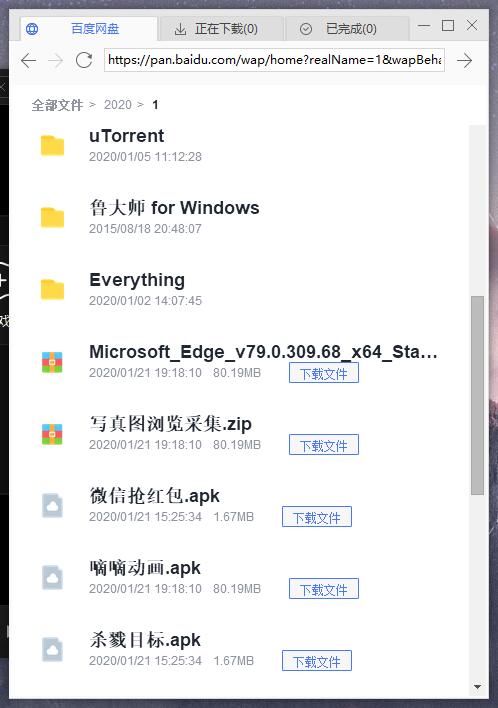 百度网盘 正在下载(0) 已完成(0)
https://pan.baidu.com/wap/home?realName=1&wapBeha
全部文件 > 2020 > 1
uTorrent
2020/01/05 11:12:28
鲁大师 for Windows
2015/08/18 20:48:07
Everything
2020/01/02 14:07:45
Microsoft_Edge_v79.0.309.68_x64_Sta...
2020/01/21 19:18:10 80.19MB 下载文件
写真图浏览采集.zip
2020/01/21 19:18:10 80.19MB 下载文件
微信抢红包.apk
2020/01/21 15:25:34 1.67MB 下载文件
嘀嘀动画.apk
2020/01/21 19:18:10 80.19MB 下载文件
杀戮目标.apk
2020/01/21 15:25:34 1.67MB 下载文件